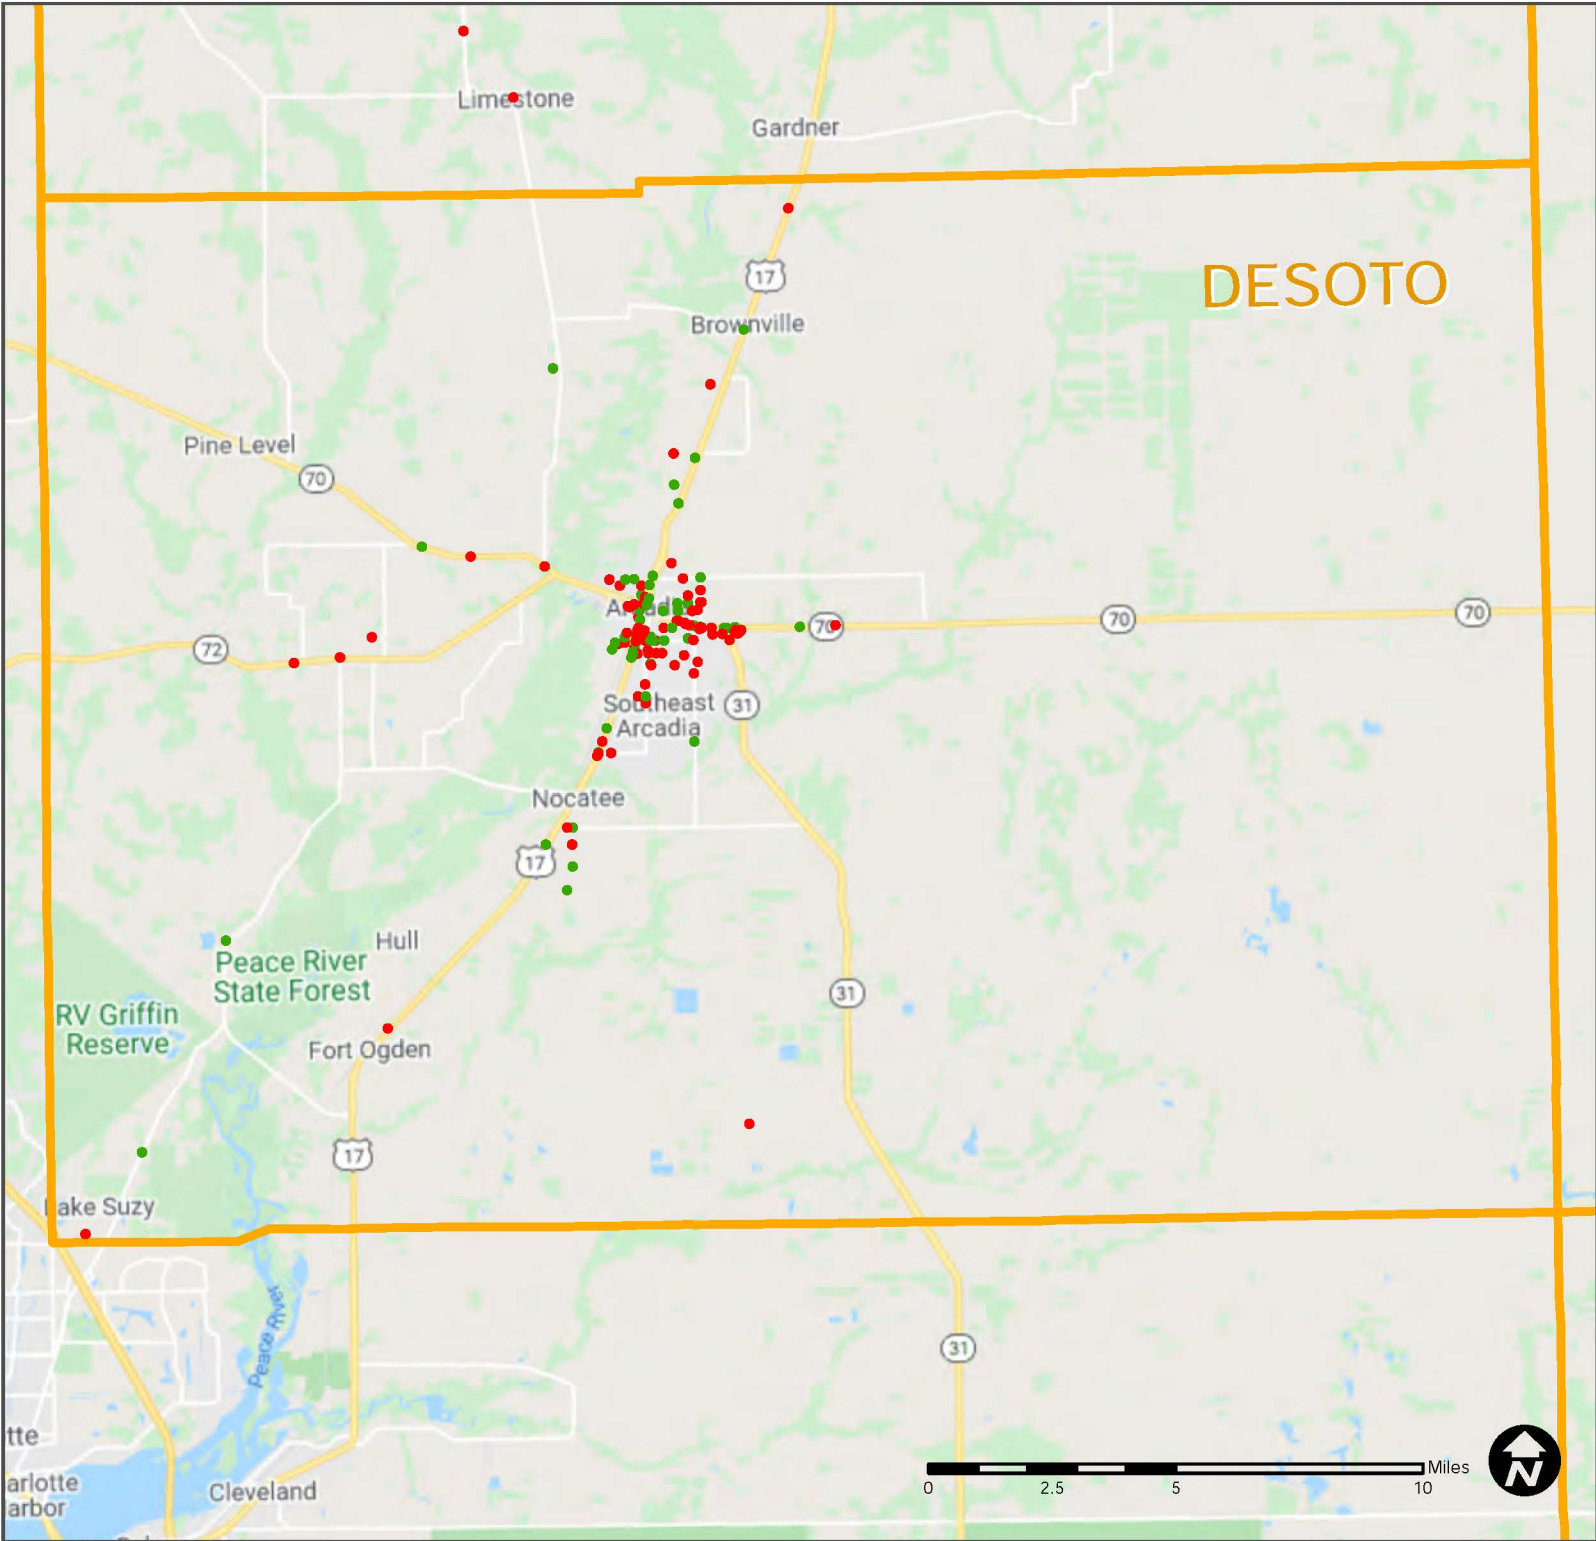 Limestone
Gardner
17
DESOTO
Brownville
Pine Level
70
Arcadia
70
70
70
72
Southeast
Arcadia
31
Nocatee
17
Hull
Peace River
State Forest
31
RV Griffin
Reserve
Fort Ogden
17
Lake Suzy
Peace River
31
tte
arlotte
arbor
Cleveland
Miles
0 2.5 5 10
N